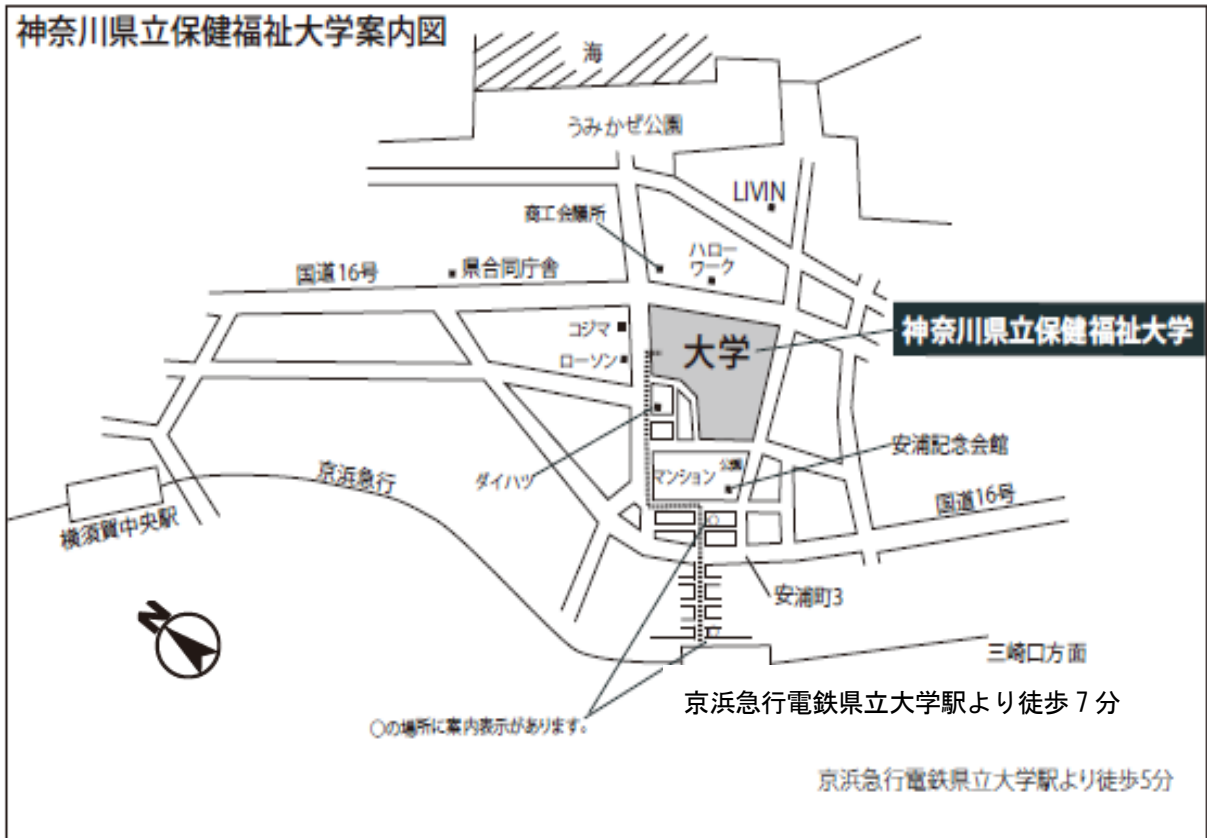 神奈川県立保健福祉大学案内図
海
うみかぜ公園
LIVIN
商工会議所
ハロー
ワーク
国道16号
県合同庁舎
コジマ
ローソン
大学
神奈川県立保健福祉大学
安浦記念会館
公園
マンション
ダイハツ
京浜急行
横須賀中央駅
国道16号
安浦町3
N
三崎口方面
京浜急行電鉄県立大学駅より徒歩7分
○の場所に案内表示があります。
京浜急行電鉄県立大学駅より徒歩5分